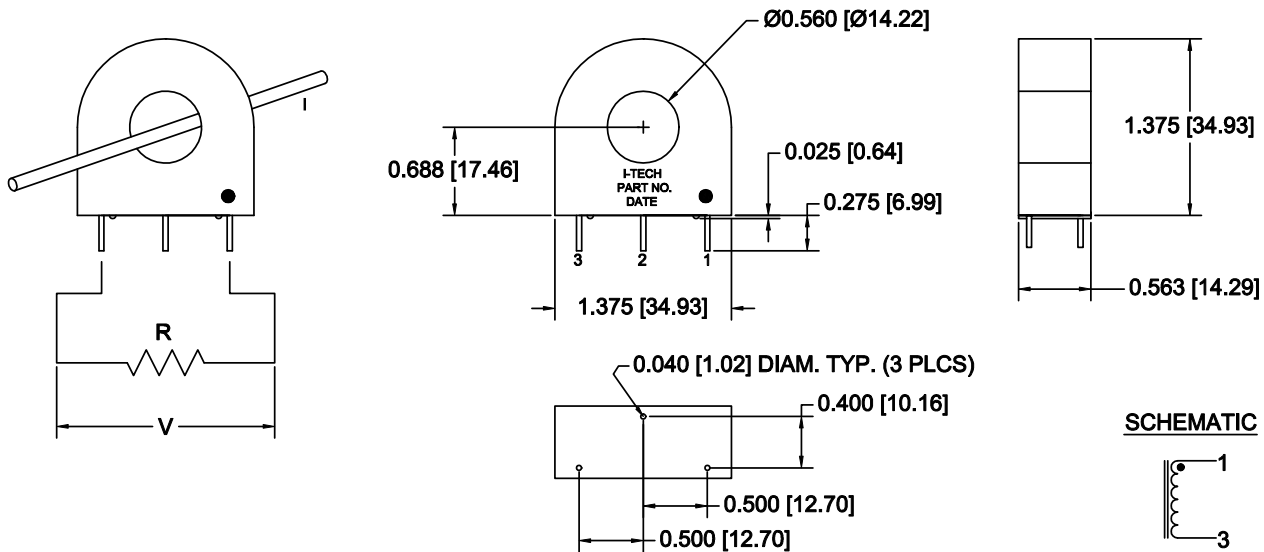 I
R
V
Ø0.560 [Ø14.22]
0.688 [17.46]
I-TECH
PART NO.
DATE
0.025 [0.64]
0.275 [6.99]
3 2 1
1.375 [34.93]
1.375 [34.93]
0.563 [14.29]
0.040 [1.02] DIAM. TYP. (3 PLCS)
0.400 [10.16]
0.500 [12.70]
0.500 [12.70]
SCHEMATIC
1
3